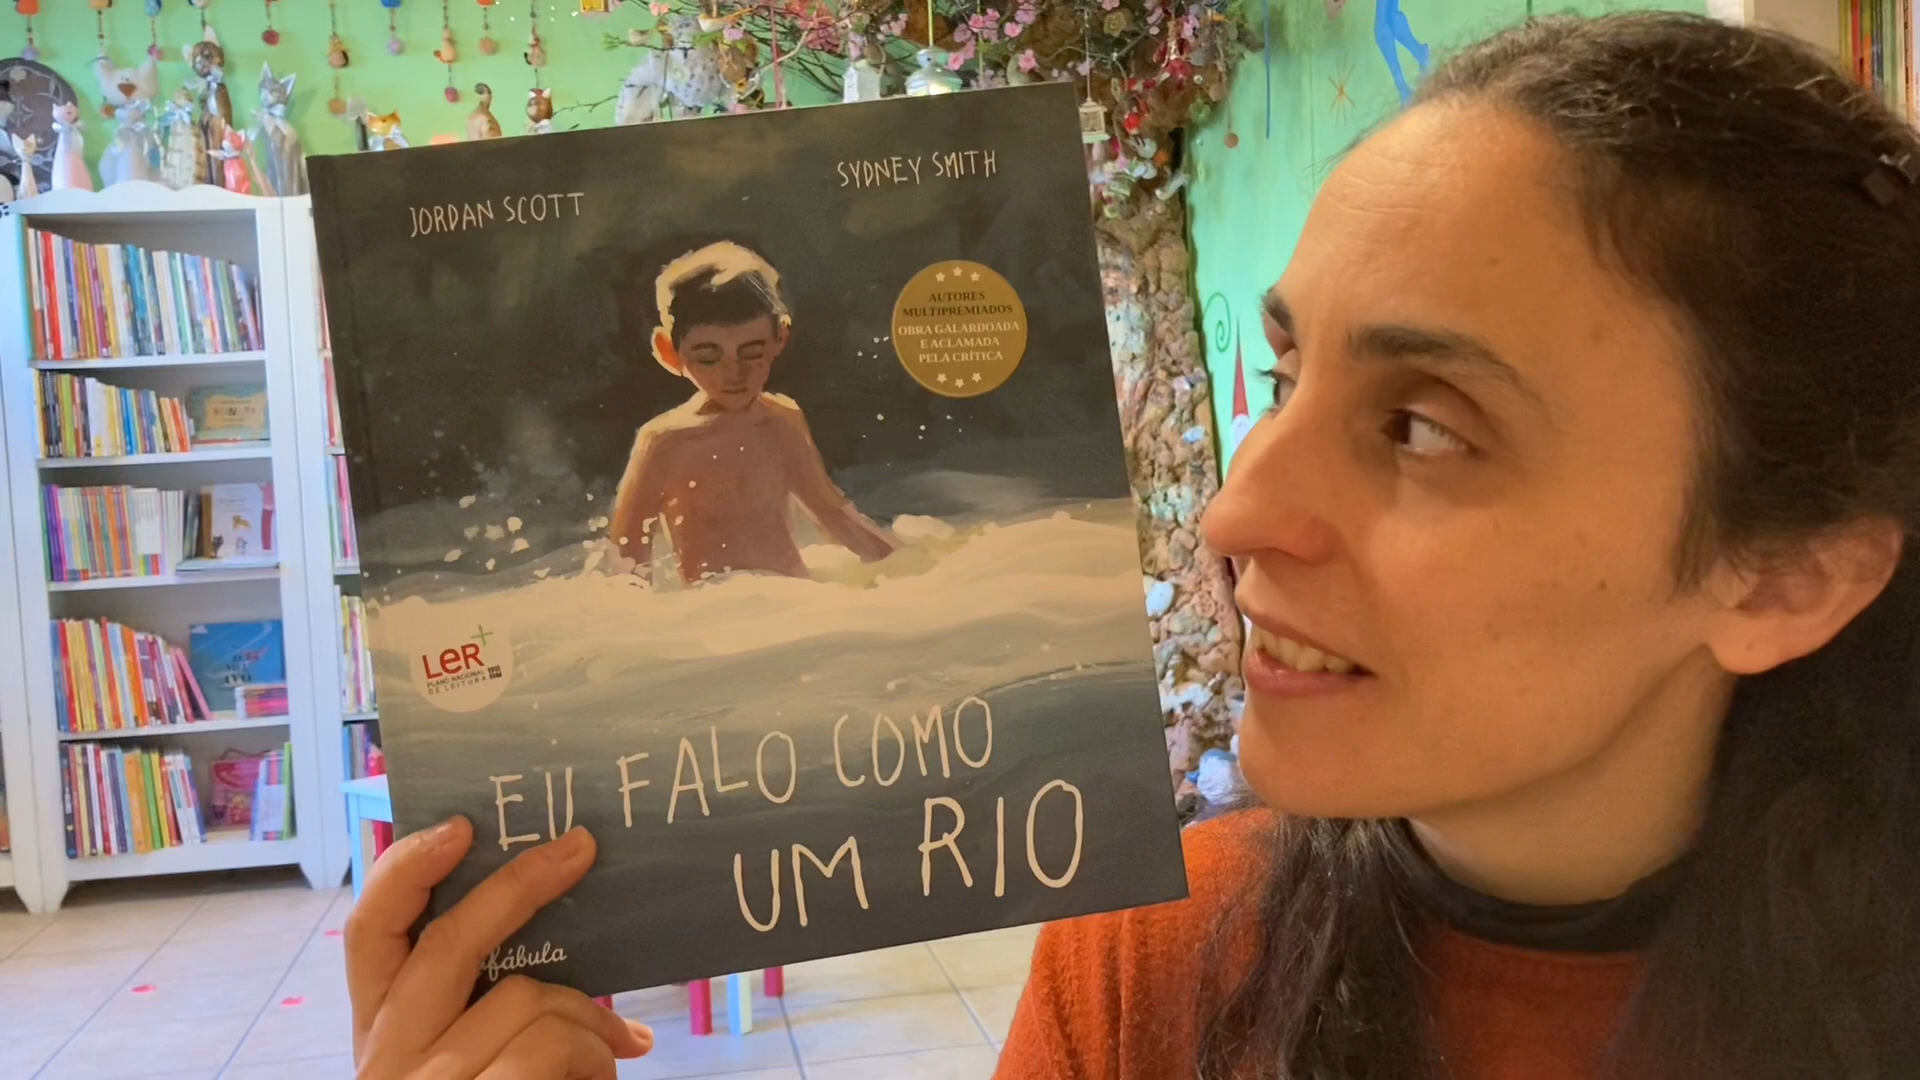 JORDAN SCOTT
SYDNEY SMITH
AUTORES
MULTIPREMIADOS
OBRA GALARDOADA
E ACLAMADA
PELA CRÍTICA
LeR+
PLANO NACIONAL
DE LEITURA
EU FALO COMO
UM RIO
fábula